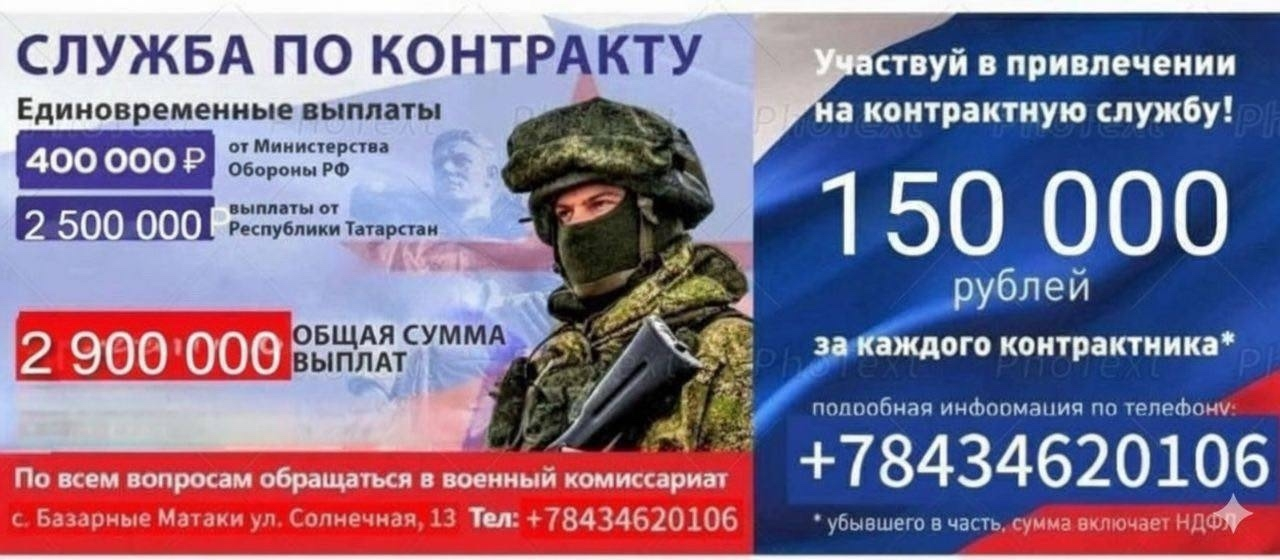 СЛУЖБА ПО КОНТРАКТУ
Единовременные выплаты
400 000 ₽
от Министерства
Обороны РФ
2 500 000 ₽
выплаты от
Республики Татарстан
2 900 000
ОБЩАЯ СУММА
ВЫПЛАТ
По всем вопросам обращаться в военный комиссариат
с. Базарные Матаки ул. Солнечная, 13 Тел: +78434620106
Участвуй в привлечении
на контрактную службу!
150 000
рублей
за каждого контрактника*
подробная информация по телефону:
+78434620106
* убывшего в часть, сумма включает НДФЛ
PhoText